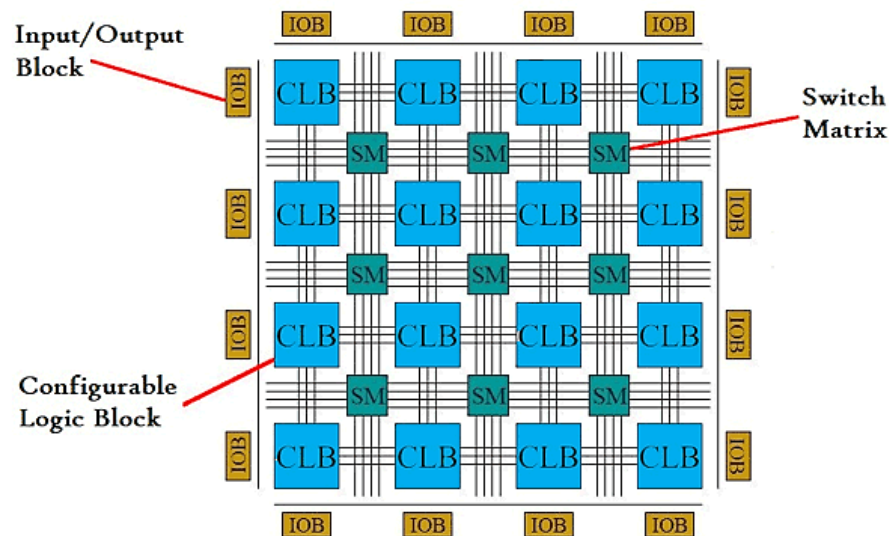 IOB IOB IOB IOB
Input/Output
Block
IOB CLB CLB CLB CLB IOB
Switch
Matrix
SM SM SM
IOB CLB CLB CLB CLB IOB
SM SM SM
IOB CLB CLB CLB CLB IOB
Configurable
Logic Block
SM SM SM
IOB CLB CLB CLB CLB IOB
IOB IOB IOB IOB